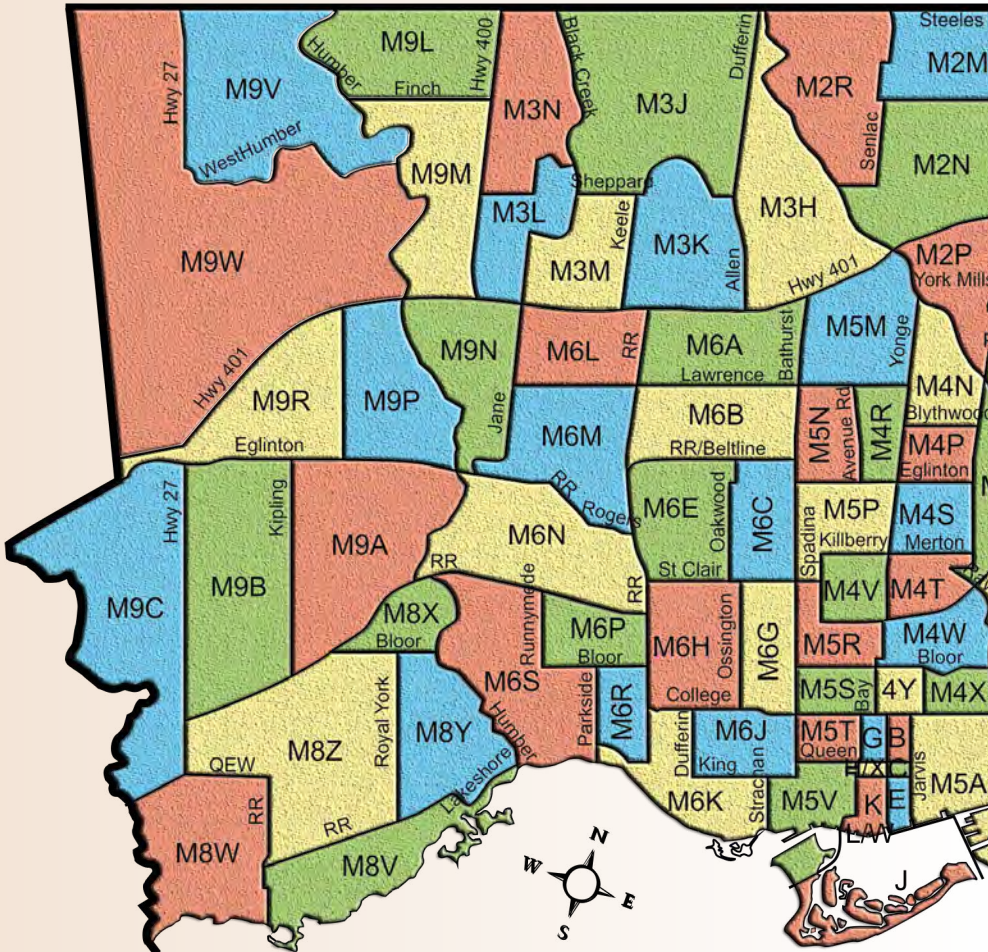 Steeles
M9L
Hwy 400
Black Creek
Dufferin
M2M
Humber
Hwy 27
M9V
Finch
M3N
M3J
M2R
Senlac
WestHumber
M9M
Sheppard
M2N
M3L
Keele
M3H
M9W
M3M
M3K
Allen
M2P
York Mills
Hwy 401
Hwy 401
M9N
M6L
RR
M6A
Lawrence
Bathurst
M5M
Yonge
M9R
M9P
Jane
M4N
Blythwood
Eglinton
M6M
M6B
RR/Beltline
M5N
Avenue Rd
M4R
M4P
Eglinton
Hwy 27
Kipling
RR
Rogers
M6E
Oakwood
M6C
Spadina
M5P
Killberry
M4S
Merton
M9A
M6N
RR
RR
St Clair
M9C
M9B
M8X
Bloor
Runnymede
M6P
Bloor
M6H
Ossington
M6G
M4V
M4T
M5R
M4W
Bloor
M6S
Parkside
M6R
College
M5S
Bay
4Y
M4X
Royal York
M8Z
M8Y
Humber
Dufferin
M6J
King
M5T
Queen
G
B
QEW
Lakeshore
M6K
Strachan
M5V
H/X
C
K
E
Jarvis
M5A
RR
RR
M8W
M8V
L/W
J
N
W
E
S